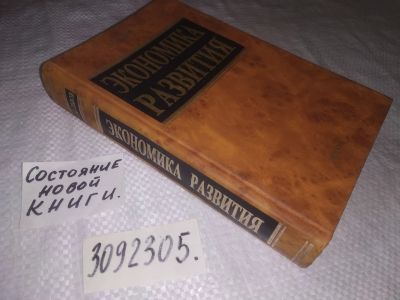 ЭКОНОМИКА
РАЗВИТИЯ
ЭКОНОМИКА РАЗВИТИЯ
Состояние
новой
КНИГИ.
3092305.